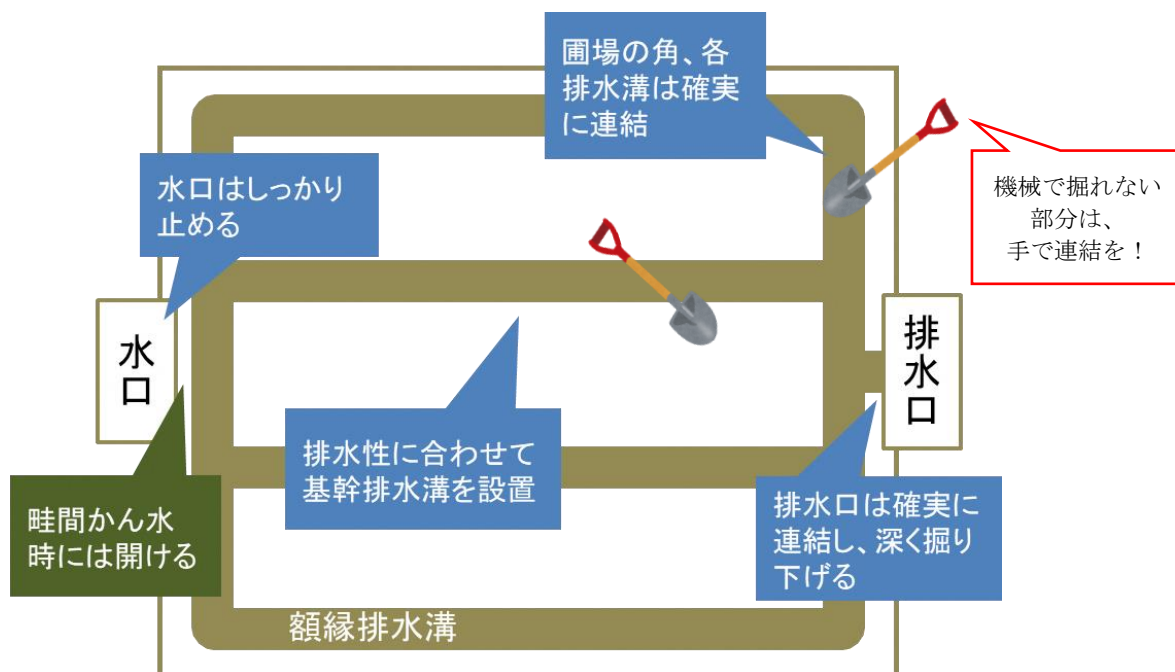 圃場の角、各
排水溝は確実
に連結
機械で掘れない
部分は、
手で連結を！
水口はしっかり
止める
水口
排水口
排水性に合わせて
基幹排水溝を設置
畦間かん水
時には開ける
排水口は確実に
連結し、深く掘り
下げる
額縁排水溝